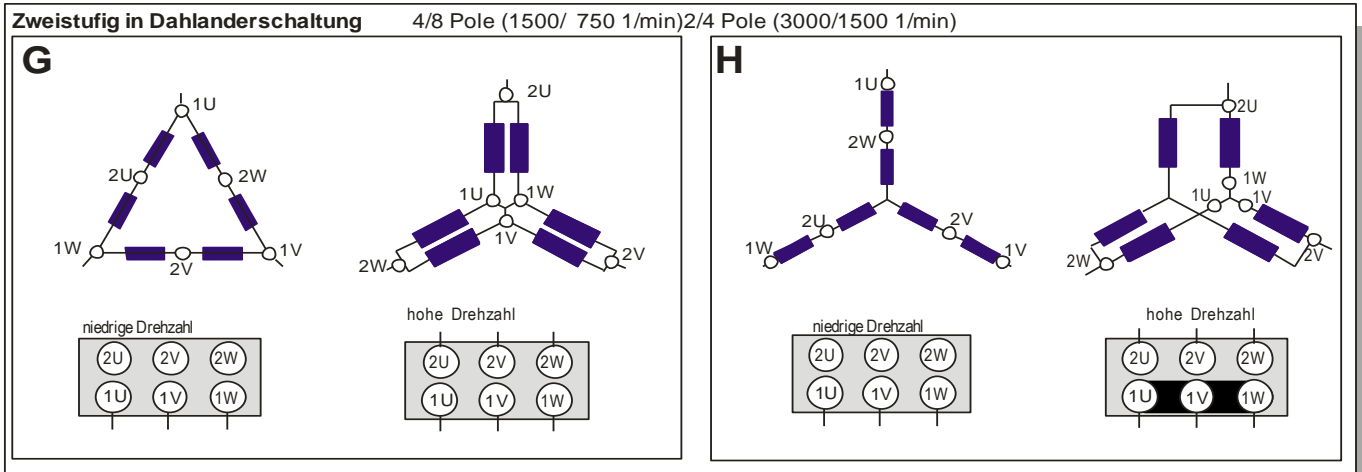 Zweistufig in Dahlanderschaltung 4/8 Pole (1500/ 750 1/min)2/4 Pole (3000/1500 1/min)
G
1U
2U
2W
1W
2V
1V
2U
1U
1W
1V
2W
2V
niedrige Drehzahl
2U 2V 2W
1U 1V 1W
hohe Drehzahl
2U 2V 2W
1U 1V 1W
H
1U
2W
2U
2V
1W
1V
2U
1W
1U
1V
2W
2V
niedrige Drehzahl
2U 2V 2W
1U 1V 1W
hohe Drehzahl
2U 2V 2W
1U 1V 1W